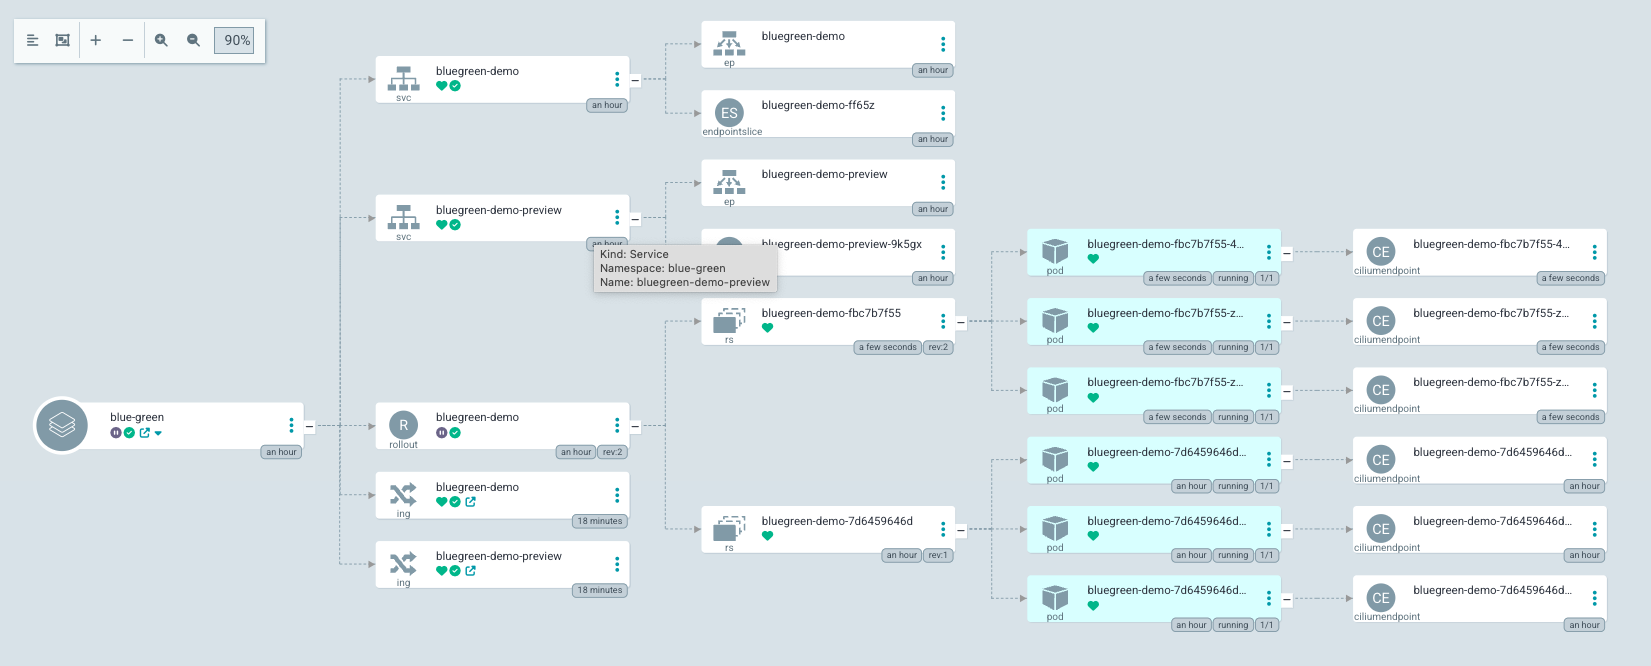 90%
blue-green
an hour
bluegreen-demo
svc
an hour
bluegreen-demo-preview
svc
an hour
Kind: Service
Namespace: blue-green
Name: bluegreen-demo-preview
R
rollout
bluegreen-demo
an hour
rev:2
bluegreen-demo
ing
18 minutes
bluegreen-demo-preview
ing
18 minutes
bluegreen-demo
ep
an hour
ES
endpointslice
bluegreen-demo-ff65z
an hour
bluegreen-demo-preview
ep
an hour
bluegreen-demo-preview-9k5gx
an hour
bluegreen-demo-fbc7b7f55
rs
a few seconds
rev:2
bluegreen-demo-7d6459646d
rs
an hour
rev:1
bluegreen-demo-fbc7b7f55-4...
pod
a few seconds
running
1/1
bluegreen-demo-fbc7b7f55-z...
pod
a few seconds
running
1/1
bluegreen-demo-fbc7b7f55-z...
pod
a few seconds
running
1/1
bluegreen-demo-7d6459646d...
pod
an hour
running
1/1
bluegreen-demo-7d6459646d...
pod
an hour
running
1/1
bluegreen-demo-7d6459646d...
pod
an hour
running
1/1
CE
ciliumendpoint
bluegreen-demo-fbc7b7f55-4...
a few seconds
CE
ciliumendpoint
bluegreen-demo-fbc7b7f55-z...
a few seconds
CE
ciliumendpoint
bluegreen-demo-fbc7b7f55-z...
a few seconds
CE
ciliumendpoint
bluegreen-demo-7d6459646d...
an hour
CE
ciliumendpoint
bluegreen-demo-7d6459646d...
an hour
CE
ciliumendpoint
bluegreen-demo-7d6459646d...
an hour